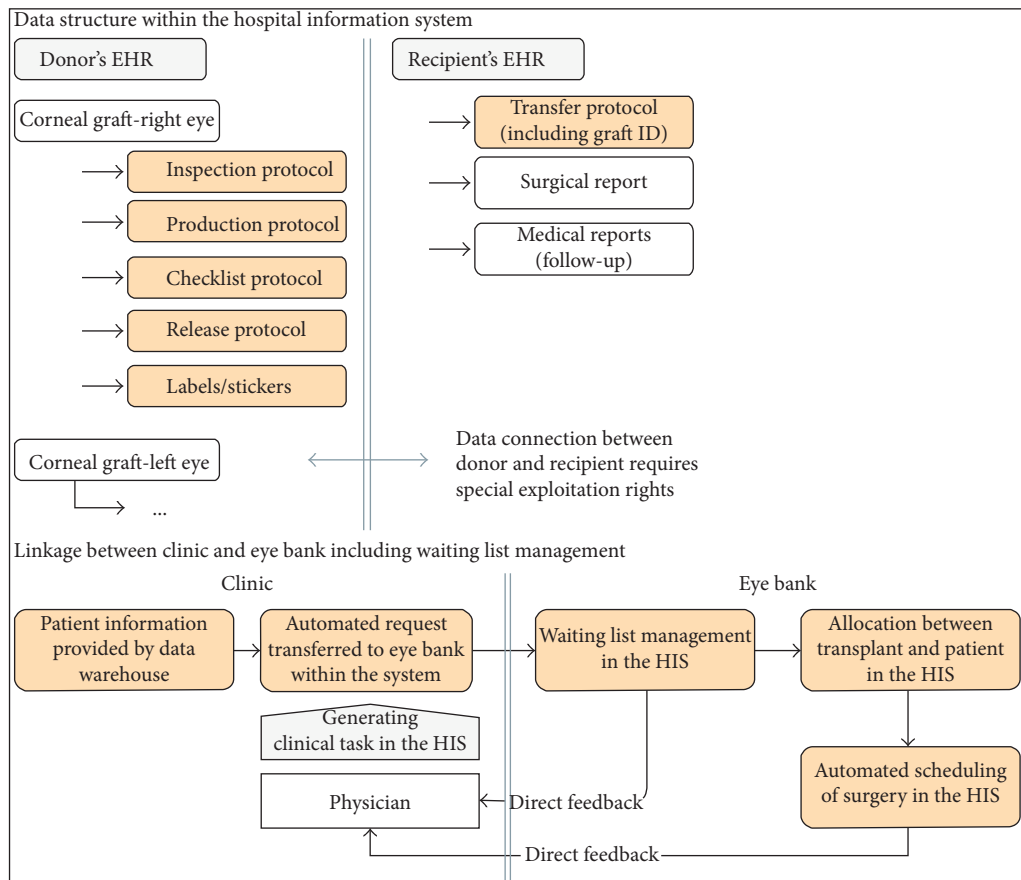 Data structure within the hospital information system
Donor's EHR
Recipient's EHR
Corneal graft-right eye
Inspection protocol
Production protocol
Checklist protocol
Release protocol
Labels/stickers
Transfer protocol
(including graft ID)
Surgical report
Medical reports
(follow-up)
Corneal graft-left eye
...
Data connection between
donor and recipient requires
special exploitation rights
Linkage between clinic and eye bank including waiting list management
Clinic
Eye bank
Patient information
provided by data
warehouse
Automated request
transferred to eye bank
within the system
Waiting list management
in the HIS
Allocation between
transplant and patient
in the HIS
Generating
clinical task in the HIS
Physician
Automated scheduling
of surgery in the HIS
Direct feedback
Direct feedback